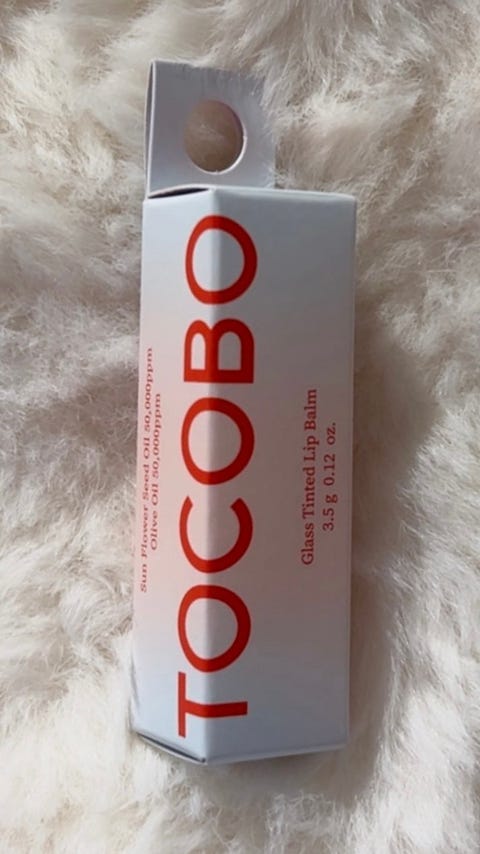 Sun Flower Seed Oil 50,000ppm
Olive Oil 50,000ppm
TOCOBO
Glass Tinted Lip Balm
3.5 g 0.12 oz.